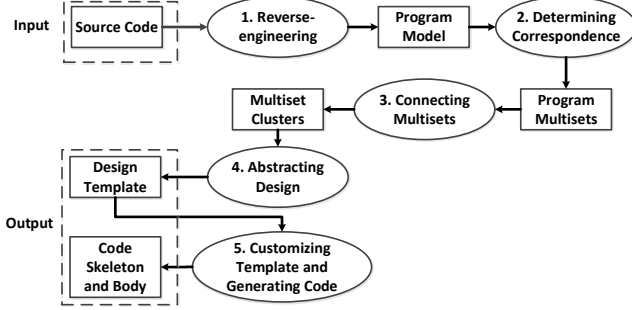 Input
Source Code
1. Reverse-
engineering
Program
Model
2. Determining
Correspondence
Multiset
Clusters
3. Connecting
Multisets
Program
Multisets
Design
Template
4. Abstracting
Design
Output
Code
Skeleton
and Body
5. Customizing
Template and
Generating Code